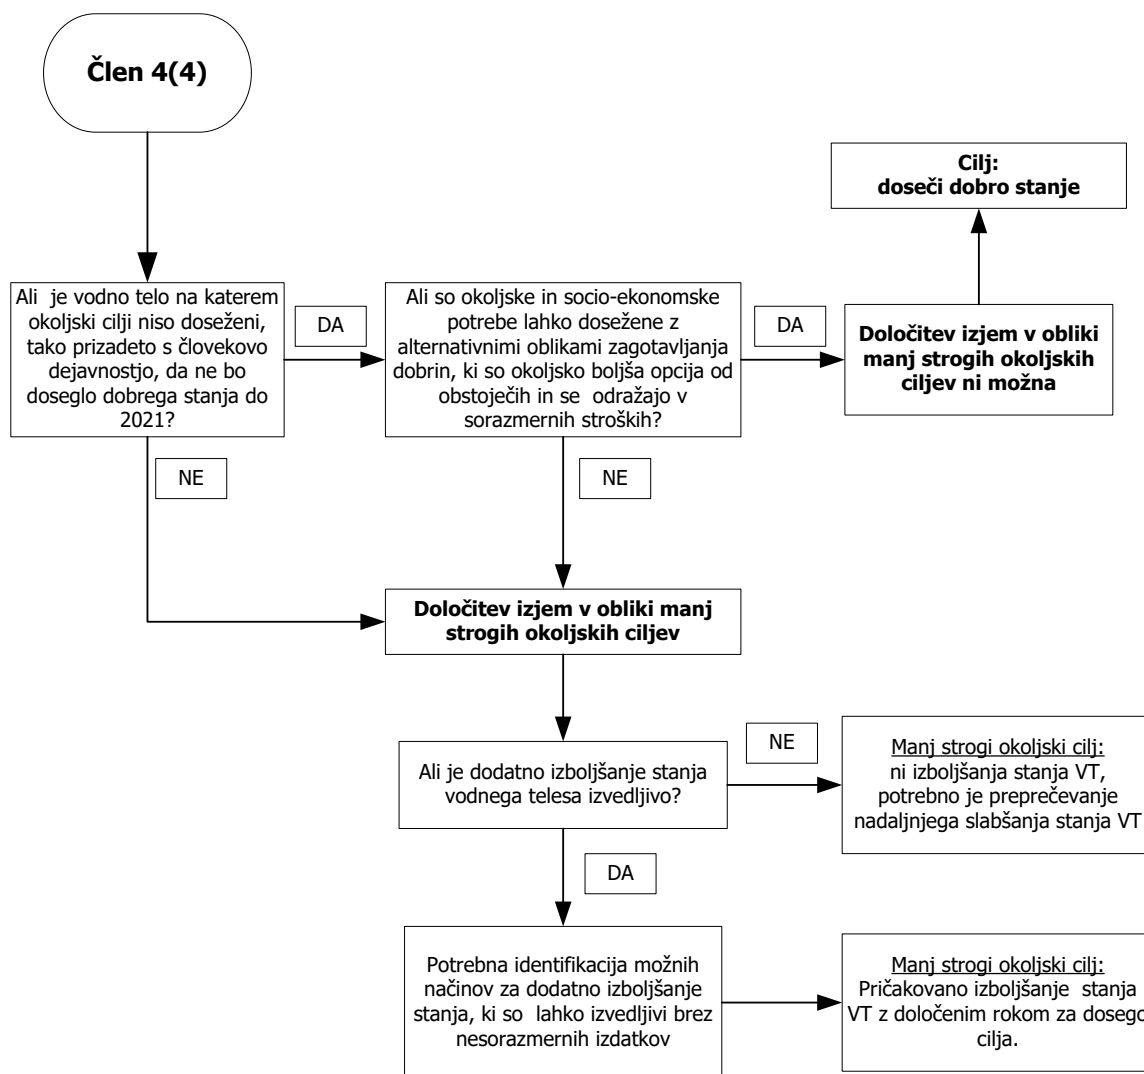 Člen 4(4)
Cilj:
doseči dobro stanje
Ali je vodno telo na katerem
okoljski cilji niso doseženi,
tako prizadeto s človekovo
dejavnostjo, da ne bo
doseglo dobrega stanja do
2021?
DA
Ali so okoljske in socio-ekonomske
potrebe lahko dosežene z
alternativnimi oblikami zagotavljanja
dobrin, ki so okoljsko boljša opcija od
obstoječih in se odražajo v
sorazmernih stroških?
DA
Določitev izjem v obliki
manj strogih okoljskih
ciljev ni možna
NE
NE
Določitev izjem v obliki manj
strogih okoljskih ciljev
Ali je dodatno izboljšanje stanja
vodnega telesa izvedljivo?
NE
Manj strogi okoljski cilj:
ni izboljšanja stanja VT,
potrebno je preprečevanje
nadaljnjega slabšanja stanja VT
DA
Potrebna identifikacija možnih
načinov za dodatno izboljšanje
stanja, ki so lahko izvedljivi brez
nesorazmernih izdatkov
Manj strogi okoljski cilj:
Pričakovano izboljšanje stanja
VT z določenim rokom za dosego
cilja.